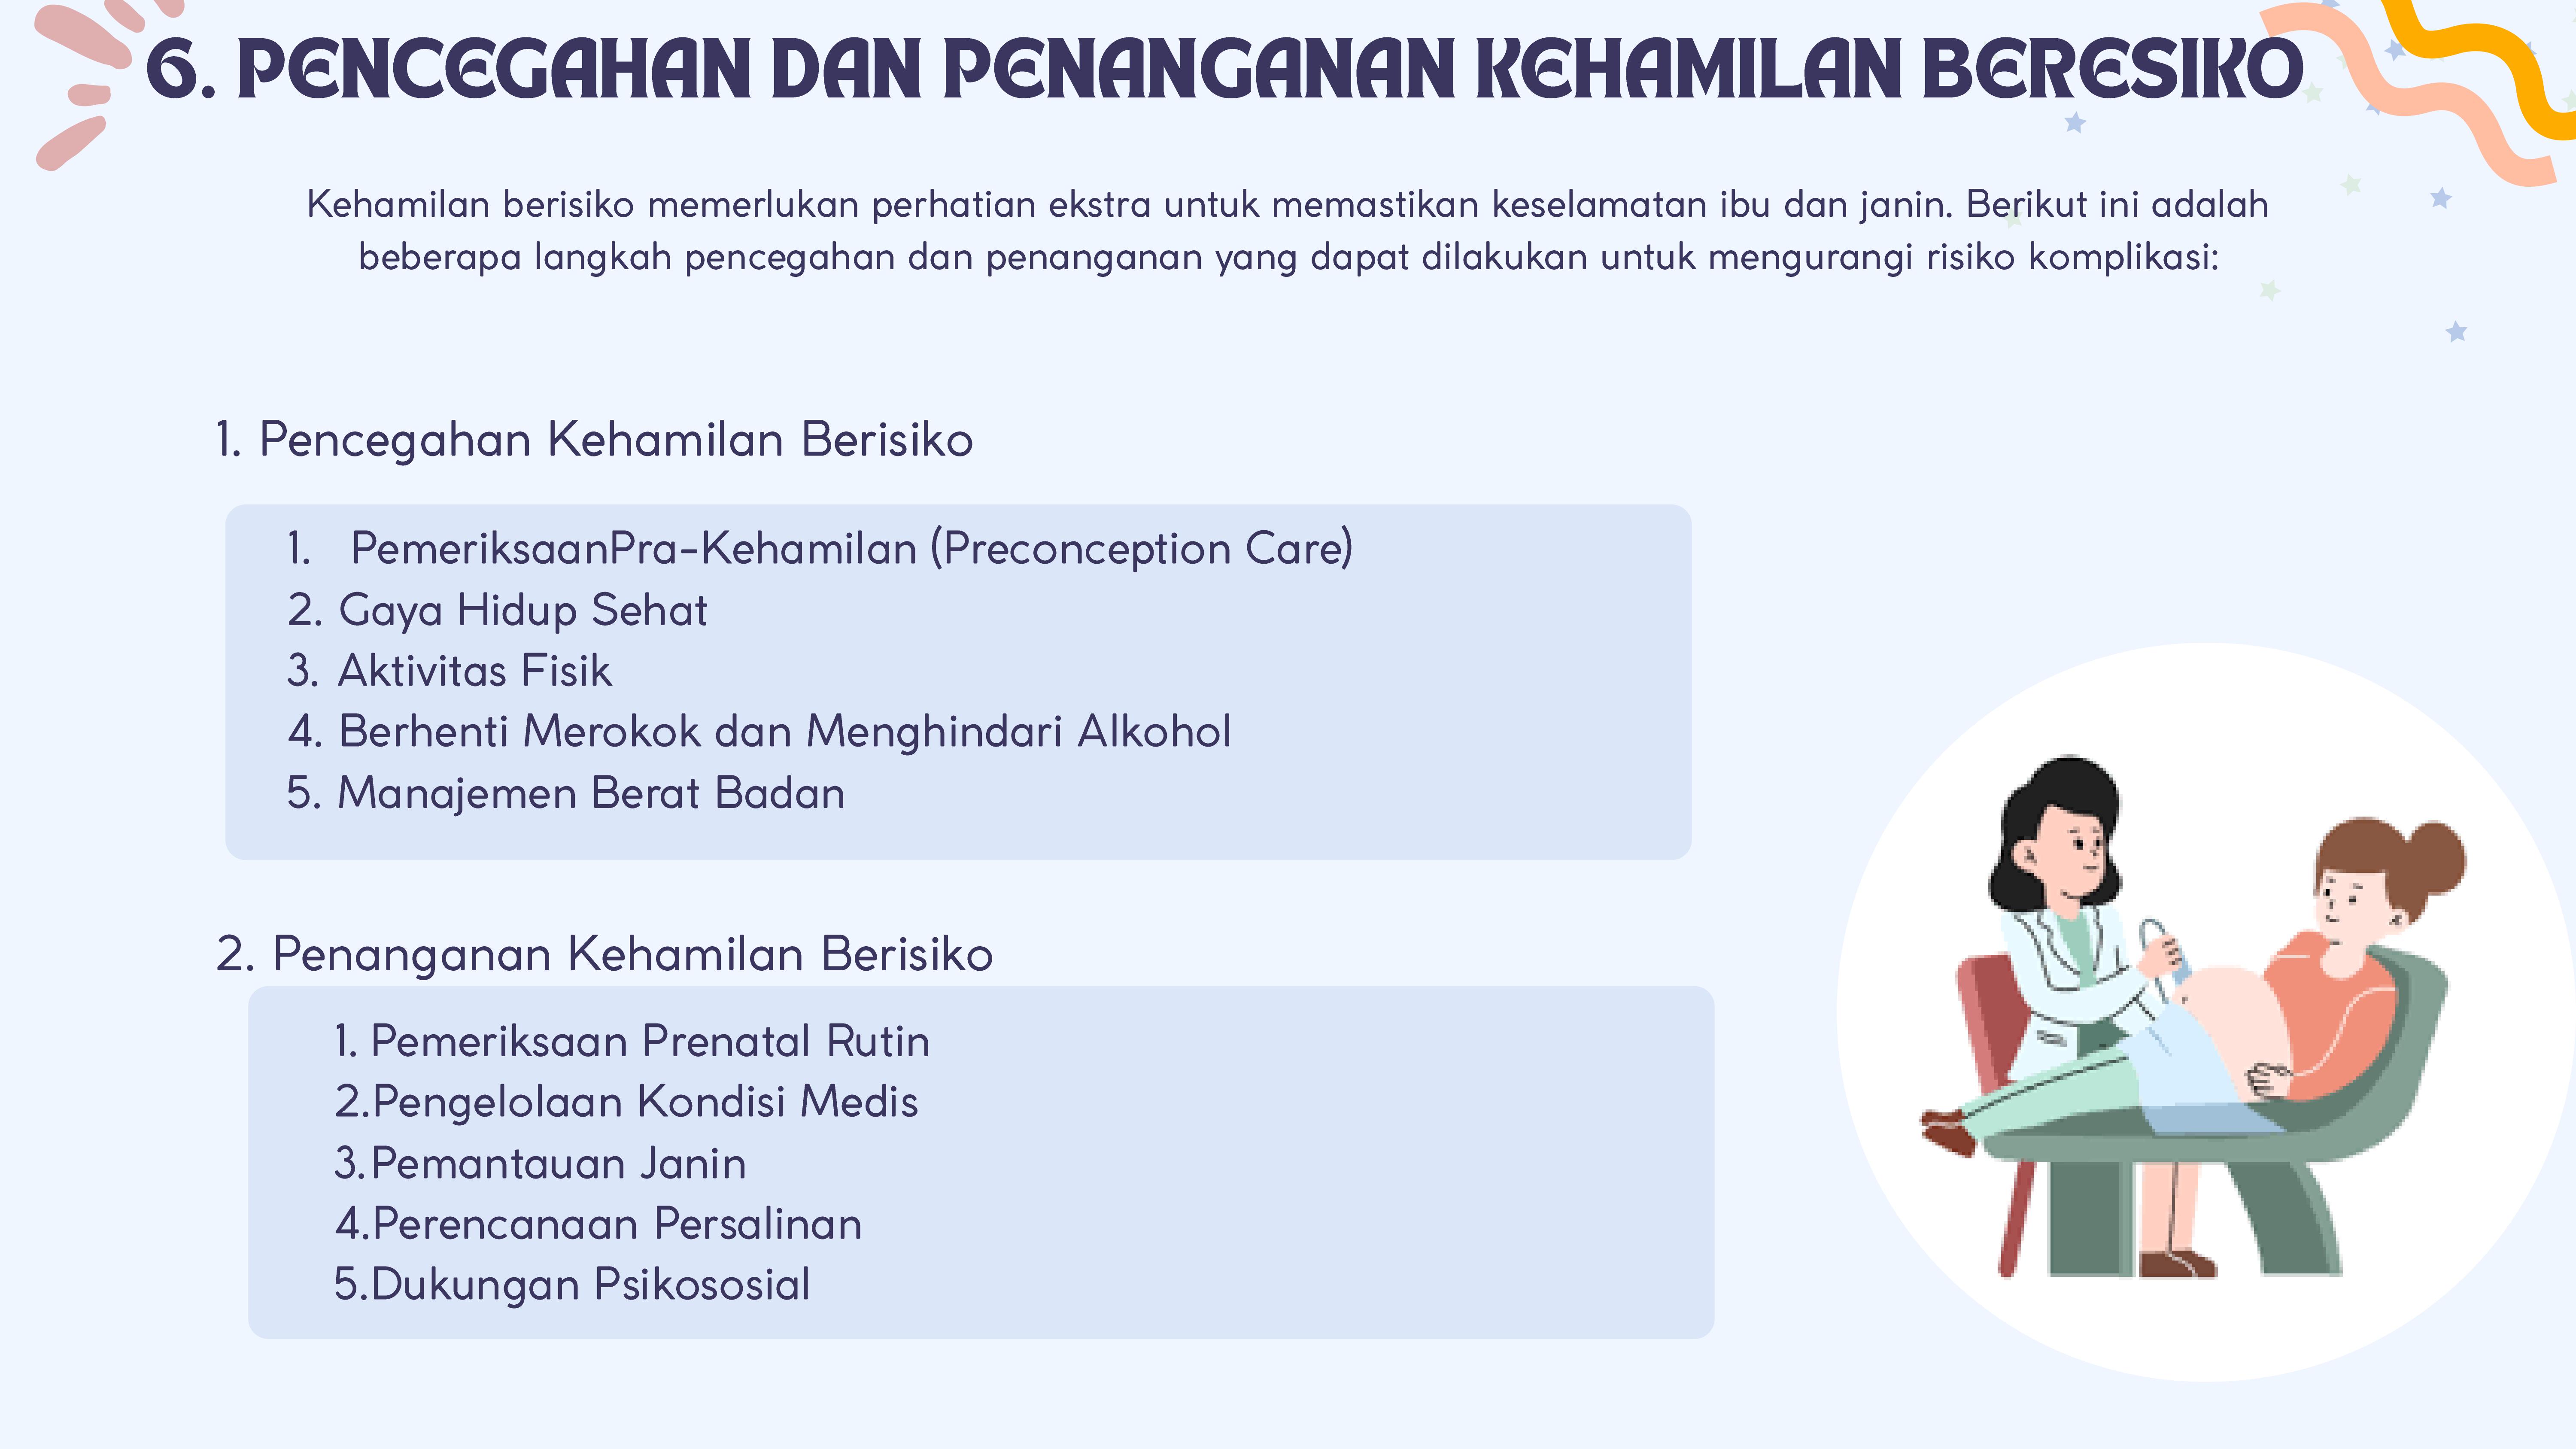 6. PENCEGAHAN DAN PENANGANAN KEHAMILAN BERESIKO
Kehamilan berisiko memerlukan perhatian ekstra untuk memastikan keselamatan ibu dan janin. Berikut ini adalah
beberapa langkah pencegahan dan penanganan yang dapat dilakukan untuk mengurangi risiko komplikasi:
1. Pencegahan Kehamilan Berisiko
1. PemeriksaanPra-Kehamilan (Preconception Care)
2. Gaya Hidup Sehat
3. Aktivitas Fisik
4. Berhenti Merokok dan Menghindari Alkohol
5. Manajemen Berat Badan
2. Penanganan Kehamilan Berisiko
1. Pemeriksaan Prenatal Rutin
2.Pengelolaan Kondisi Medis
3.Pemantauan Janin
4.Perencanaan Persalinan
5.Dukungan Psikososial